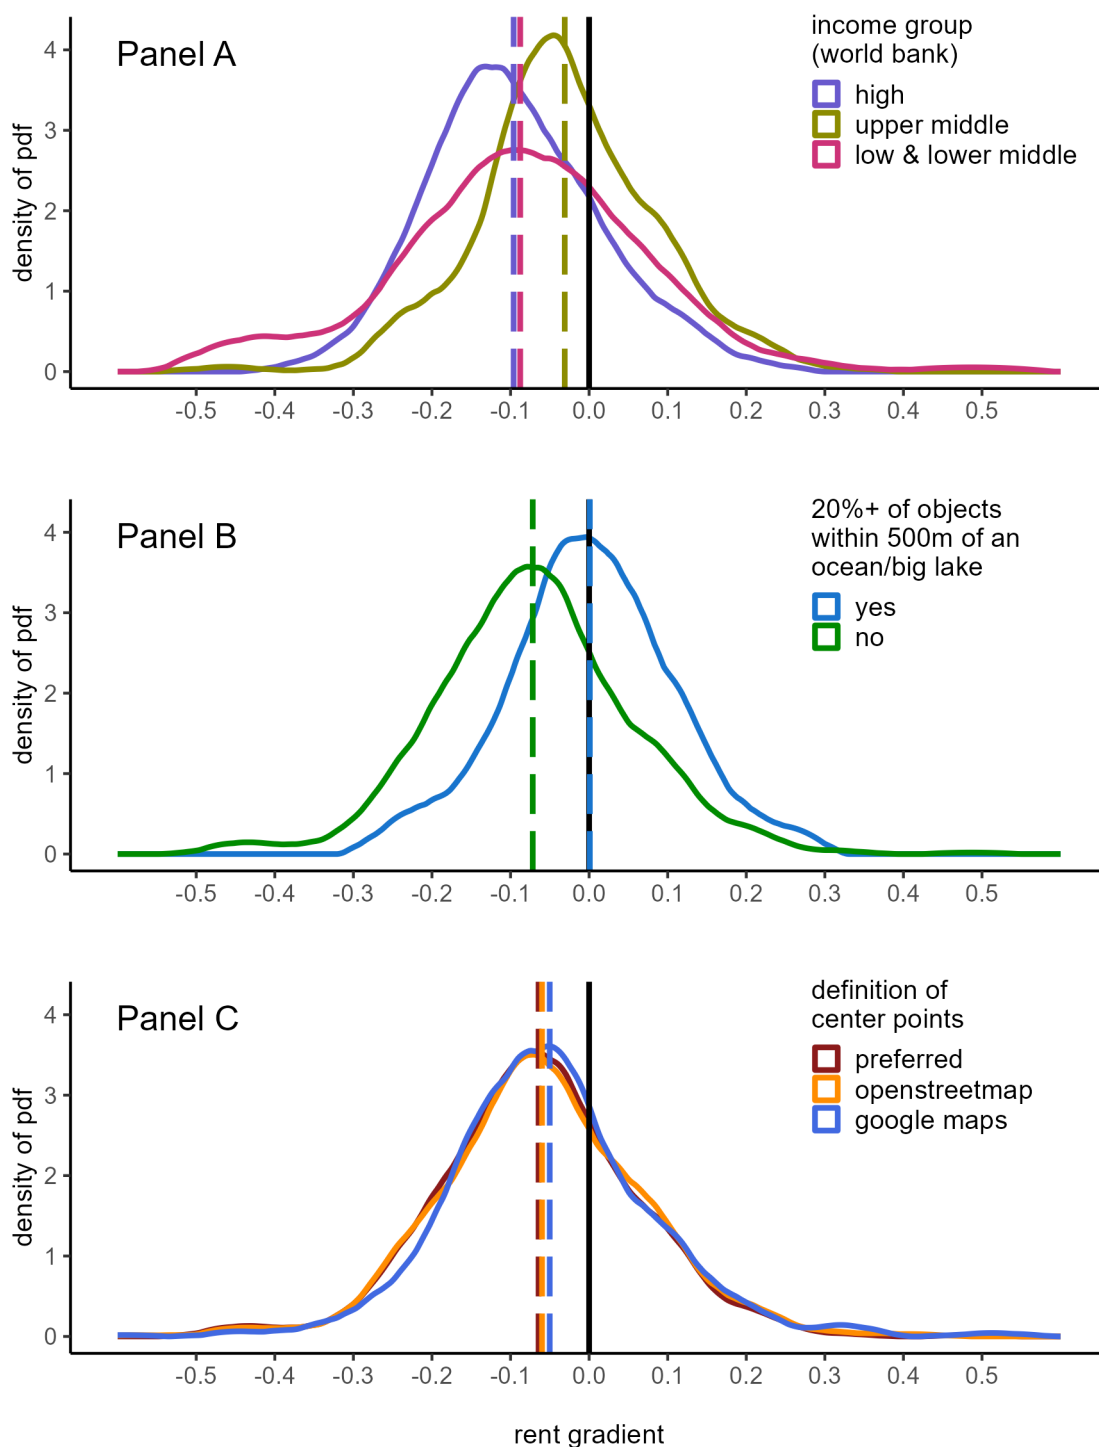 Panel A
income group
(world bank)
high
upper middle
low & lower middle
density of pdf
4
3
2
1
0
-0.5 -0.4 -0.3 -0.2 -0.1 0.0 0.1 0.2 0.3 0.4 0.5
Panel B
20%+ of objects
within 500m of an
ocean/big lake
yes
no
density of pdf
4
3
2
1
0
-0.5 -0.4 -0.3 -0.2 -0.1 0.0 0.1 0.2 0.3 0.4 0.5
Panel C
definition of
center points
preferred
openstreetmap
google maps
density of pdf
4
3
2
1
0
-0.5 -0.4 -0.3 -0.2 -0.1 0.0 0.1 0.2 0.3 0.4 0.5
rent gradient